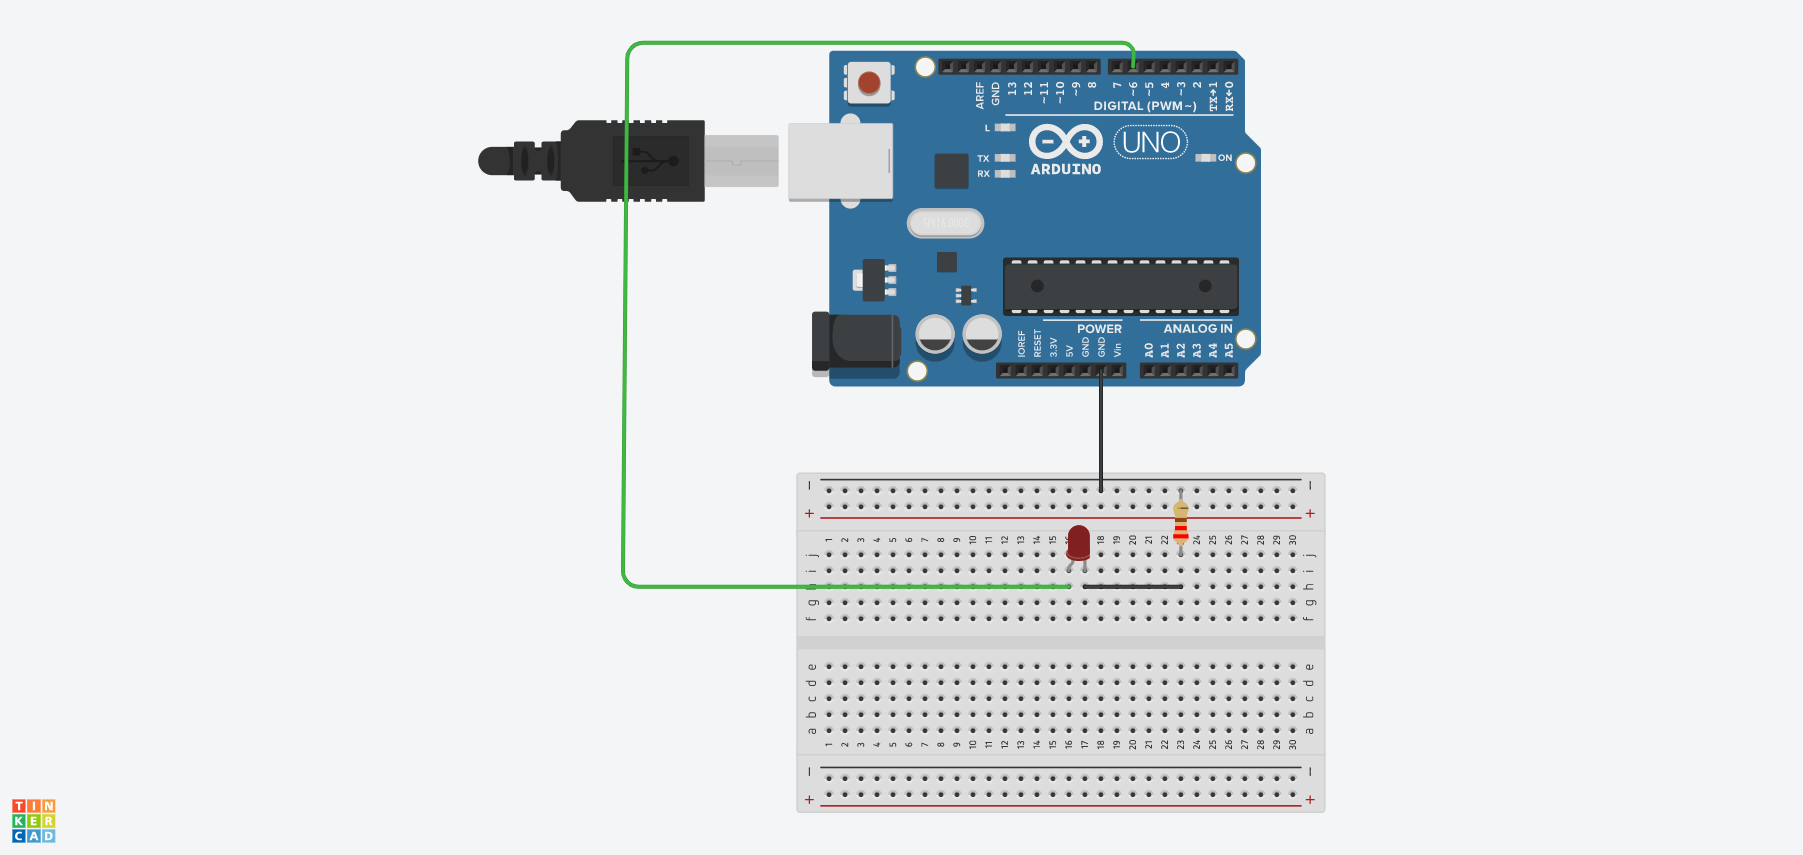 AREF GND 13 12 ~11 ~10 ~9 8 7 ~6 ~5 4 ~3 2 TX→1 RX←0
DIGITAL (PWM~)
L
TX
RX
ARDUINO
UNO
ON
POWER
ANALOG IN
IOREF RESET 3.3V 5V GND GND Vin A0 A1 A2 A3 A4 A5
− −
+ +
1 2 3 4 5 6 7 8 9 10 11 12 13 14 15 16 18 19 20 21 22 24 25 26 27 28 29 30
j j
i i
h h
g g
f f
e e
d d
c c
b b
a a
1 2 3 4 5 6 7 8 9 10 11 12 13 14 15 16 17 18 19 20 21 22 23 24 25 26 27 28 29 30
− −
+ +
TIN
KER
CAD